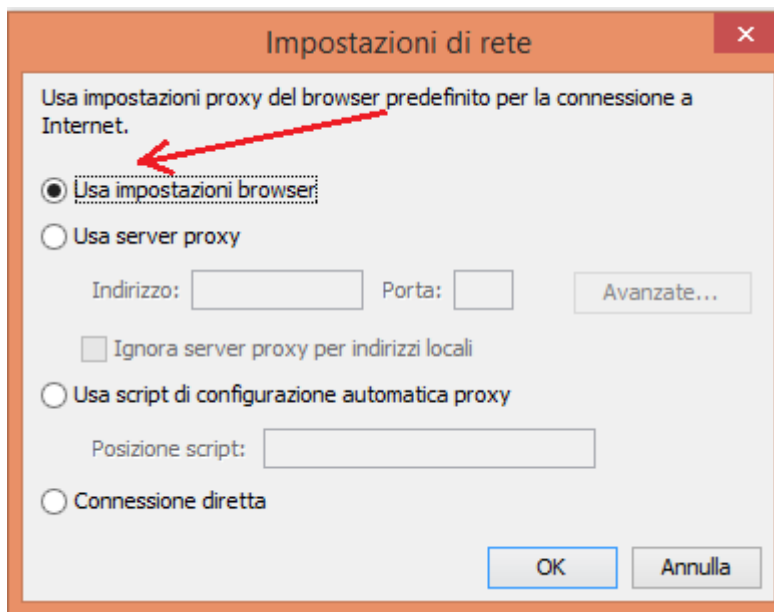 Impostazioni di rete
Usa impostazioni proxy del browser predefinito per la connessione a
Internet.
Usa impostazioni browser
Usa server proxy
Indirizzo: Porta: Avanzate...
Ignora server proxy per indirizzi locali
Usa script di configurazione automatica proxy
Posizione script:
Connessione diretta
OK Annulla